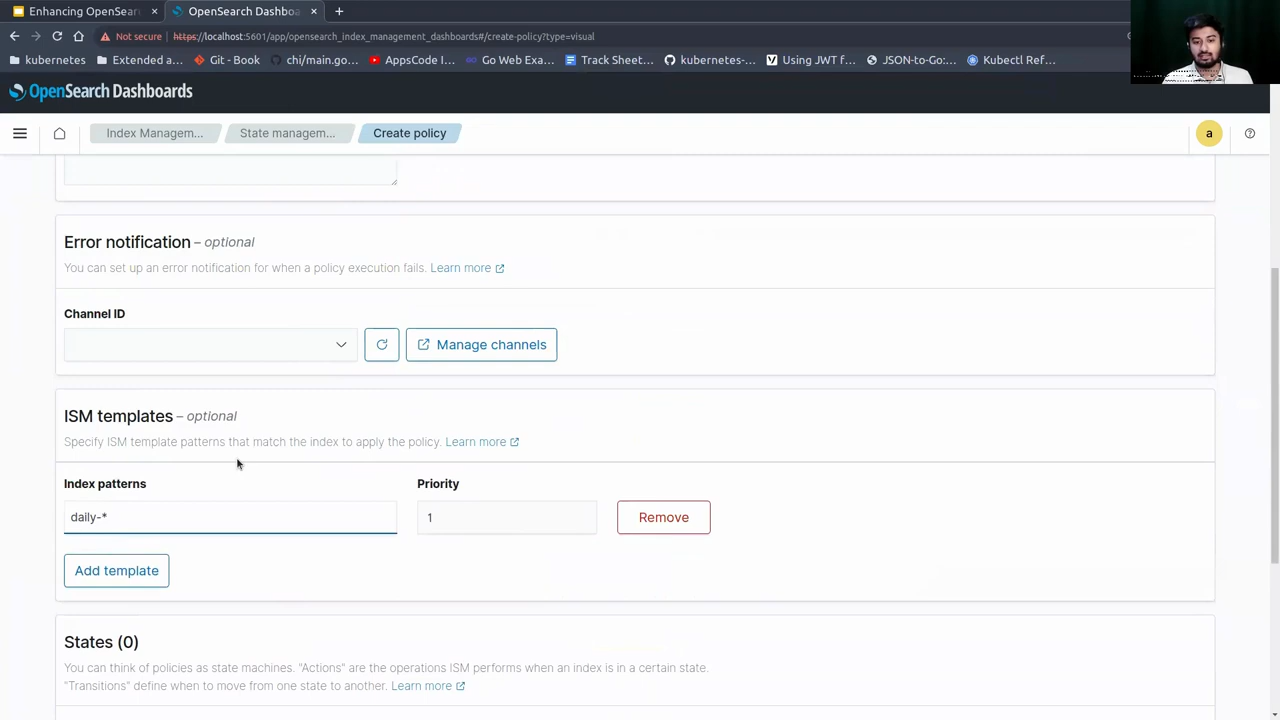 Enhancing OpenSear
OpenSearch Dashboa
Not secure https://localhost:5601/app/opensearch_index_management_dashboards#/create-policy?type=visual
kubernetes
Extended a...
Git - Book
chi/main.go...
AppsCode I...
Go Web Exa...
Track Sheet...
kubernetes-...
Using JWT f...
JSON-to-Go:...
Kubectl Ref...
OpenSearch Dashboards
Index Managem...
State managem...
Create policy
a
Error notification – optional
You can set up an error notification for when a policy execution fails. Learn more
Channel ID
Manage channels
ISM templates – optional
Specify ISM template patterns that match the index to apply the policy. Learn more
Index patterns
Priority
daily-*
1
Remove
Add template
States (0)
You can think of policies as state machines. "Actions" are the operations ISM performs when an index is in a certain state.
"Transitions" define when to move from one state to another. Learn more